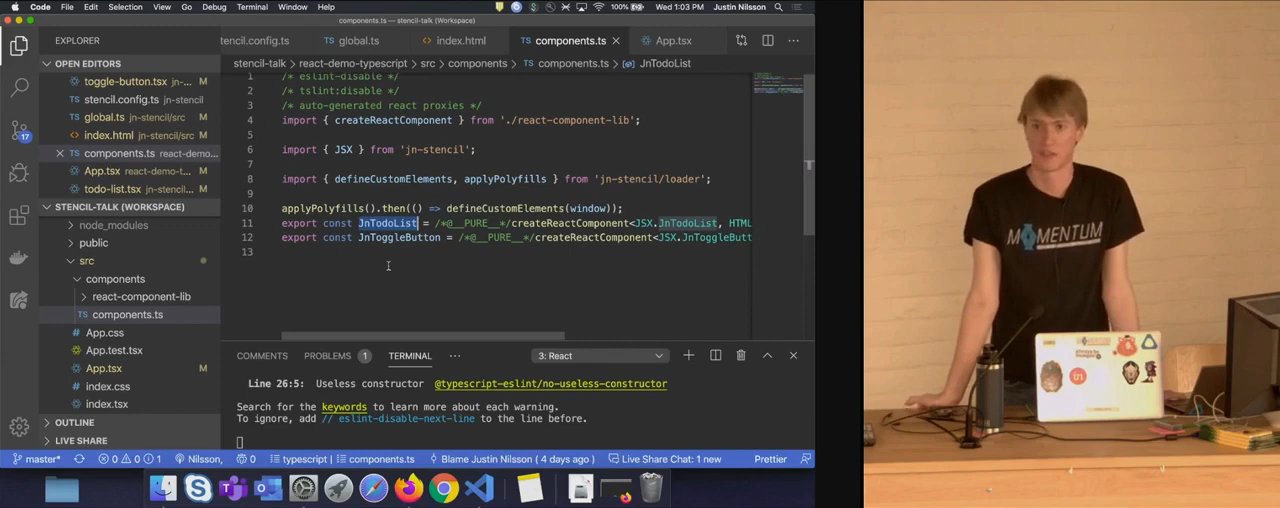 Code File Edit Selection View Go Debug Terminal Window Help 100% Wed 1:03 PM Justin Nilsson
components.ts — stencil-talk (Workspace)
EXPLORER
tencil.config.ts global.ts index.html components.ts App.tsx
stencil-talk > react-demo-typescript > src > components > components.ts > JnTodoList
OPEN EDITORS
toggle-button.tsx jn-... M
stencil.config.ts jn-stencil
global.ts jn-stencil/src M
index.html jn-stencil/src M
components.ts react-demo...
App.tsx react-demo-t... M
todo-list.tsx jn-stenci... M
STENCIL-TALK (WORKSPACE)
node_modules
public
src
components
react-component-lib
components.ts
App.css
App.test.tsx
App.tsx M
index.css
index.tsx
OUTLINE
LIVE SHARE
17
1 /* eslint-disable */
2 /* tslint:disable */
3 /* auto-generated react proxies */
4 import { createReactComponent } from './react-component-lib';
5
6 import { JSX } from 'jn-stencil';
7
8 import { defineCustomElements, applyPolyfills } from 'jn-stencil/loader';
9
10 applyPolyfills().then(() => defineCustomElements(window));
11 export const JnTodoList = /*@__PURE__*/createReactComponent<JSX.JnTodoList, HTML
12 export const JnToggleButton = /*@__PURE__*/createReactComponent<JSX.JnToggleButt
13
COMMENTS PROBLEMS 1 TERMINAL ... 3: React
Line 26:5: Useless constructor @typescript-eslint/no-useless-constructor
Search for the keywords to learn more about each warning.
To ignore, add // eslint-disable-next-line to the line before.
master* 0 0 1 Nilsson, 0 typescript | components.ts Blame Justin Nilsson ( 4 days ago ) Live Share Chat: 1 new Prettier
MOMENTUM